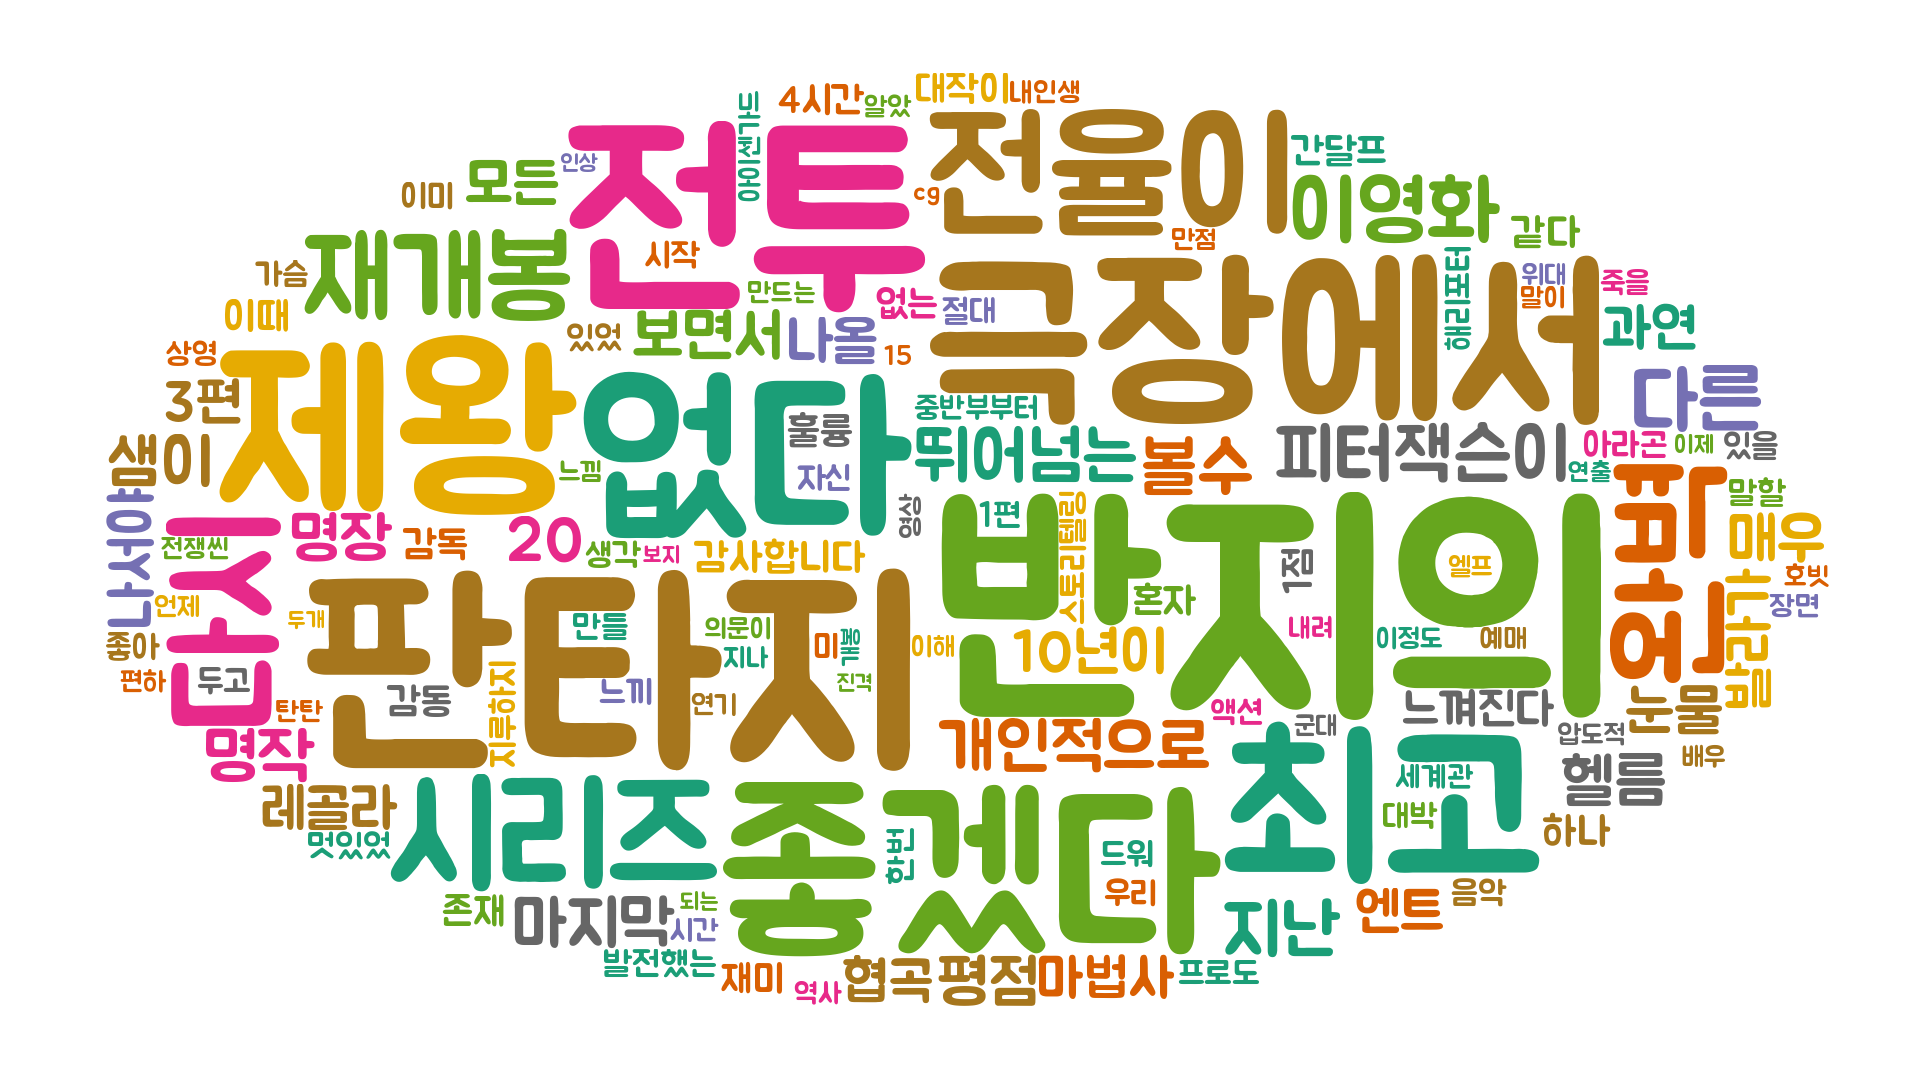 4시간
알았
대작이
내인생
되기
아이센
모든
인상
이미
전투
cg
전율이
간달프
이영화
같다
만점
재개봉
가슴
시작
만드는
없는
절대
극장에서
해리포터
위대
말이
죽을
과연
이때
있었
보면서
나올
15
상영
3편
제왕
없다
훌륭
중반부부터
다른
샘이
느낌
자신
뛰어넘는
볼수
피터잭슨이
아라곤
이제
있을
연출
나서야
전쟁씬
명장
감독
20
생각
보지
감사합니다
영상
1편
스토리텔링
반지의
1점
엘프
말할
매우
호빗
장면
언제
두개
좋아
편하
두고
탄탄
판타지
만들
의문이
지나
미
이해
진격
혼자
10년이
내려
이정도
예매
발라가
명작
감동
지루하지
느끼
연기
개인적으로
액션
군대
느껴진다
눈물
압도적
배우
레골라
멋있었
시리즈
좋겠다
한번
드워
우리
최고
세계관
대박
헬름
하나
존재
마지막
되는
시간
발전했는
재미
역사
협곡
평점
마법사
프로도
지난
엔트
음악